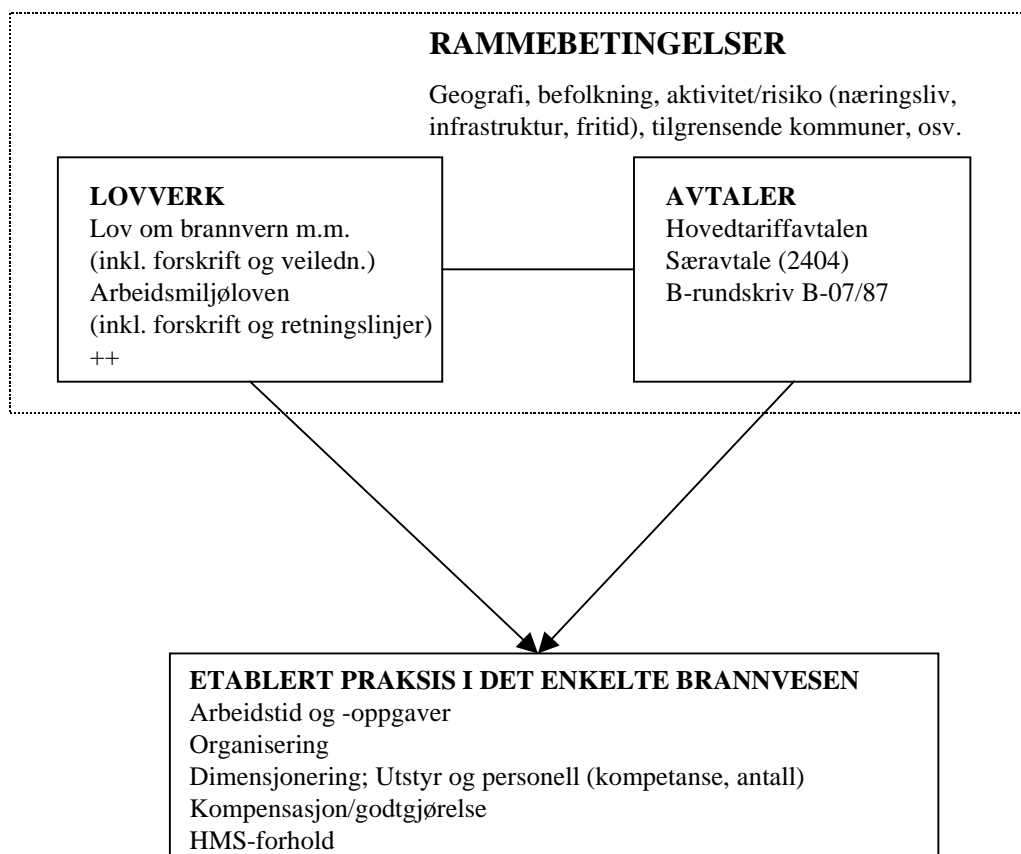 RAMMEBETINGELSER
Geografi, befolkning, aktivitet/risiko (næringsliv,
infrastruktur, fritid), tilgrensende kommuner, osv.
LOVVERK
Lov om brannvern m.m.
(inkl. forskrift og veiledn.)
Arbeidsmiljøloven
(inkl. forskrift og retningslinjer)
++
AVTALER
Hovedtariffavtalen
Særavtale (2404)
B-rundskriv B-07/87
ETABLERT PRAKSIS I DET ENKELTE BRANNVESEN
Arbeidstid og -oppgaver
Organisering
Dimensjonering; Utstyr og personell (kompetanse, antall)
Kompensasjon/godtgjørelse
HMS-forhold